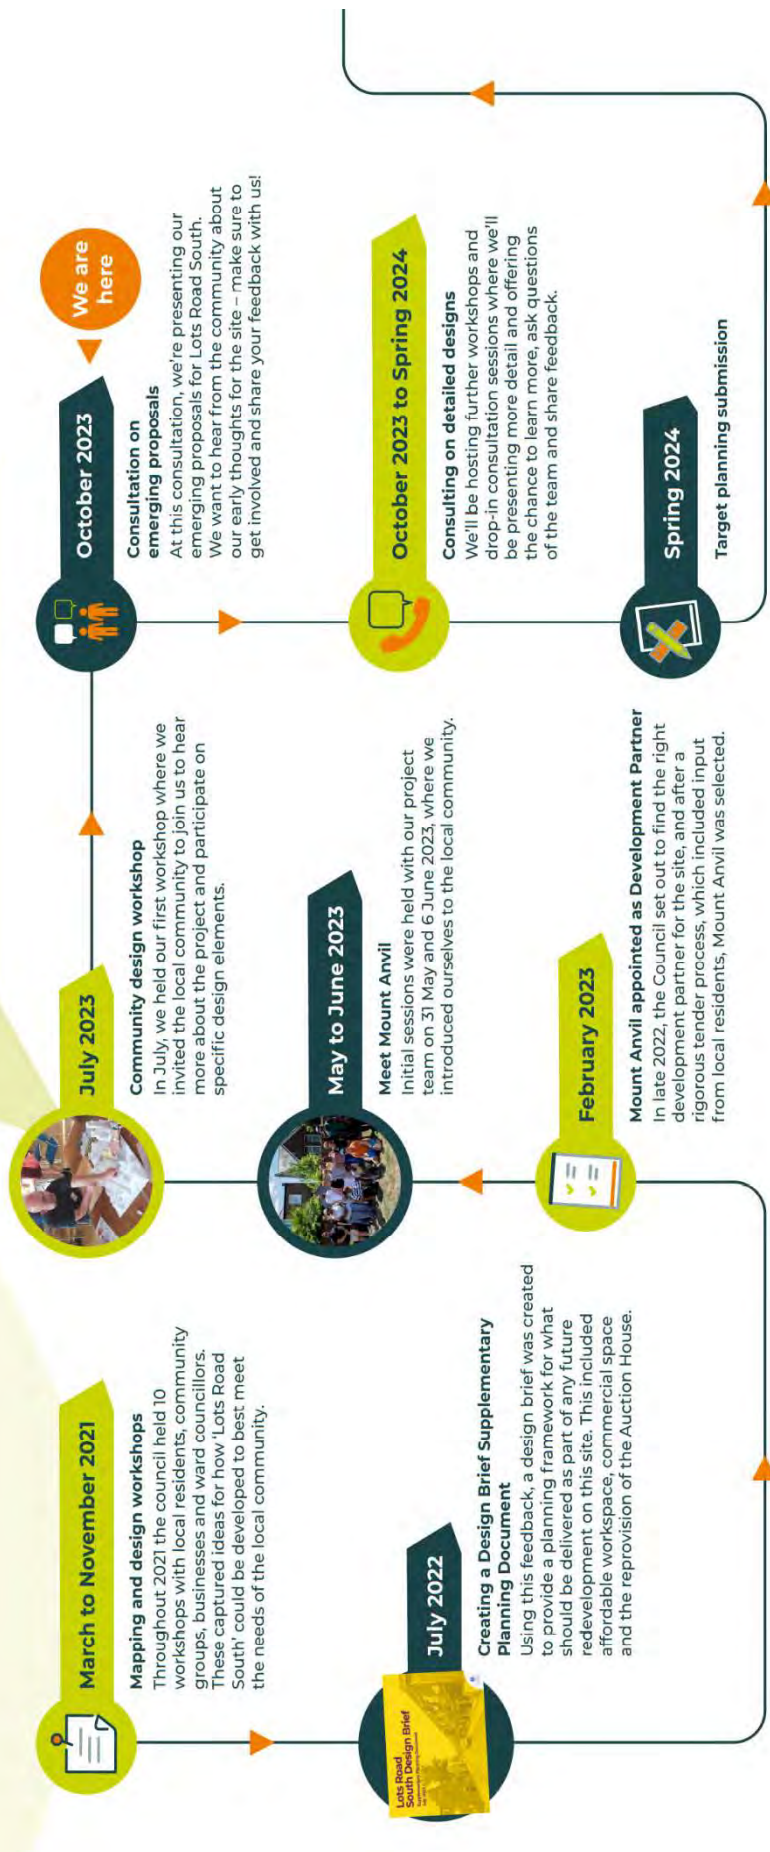 March to November 2021
Mapping and design workshops
Throughout 2021 the council held 10
workshops with local residents, community
groups, businesses and ward councillors.
These captured ideas for how 'Lots Road
South' could be developed to best meet
the needs of the local community.
July 2022
Lots Road
South Design Brief
Creating a Design Brief Supplementary
Planning Document
Using this feedback, a design brief was created
to provide a planning framework for what
should be delivered as part of any future
redevelopment on this site. This included
affordable workspace, commercial space
and the reprovision of the Auction House.
February 2023
Mount Anvil appointed as Development Partner
In late 2022, the Council set out to find the right
development partner for the site, and after a
rigorous tender process, which included input
from local residents, Mount Anvil was selected.
May to June 2023
Meet Mount Anvil
Initial sessions were held with our project
team on 31 May and 6 June 2023, where we
introduced ourselves to the local community.
July 2023
Community design workshop
In July, we held our first workshop where we
invited the local community to join us to hear
more about the project and participate on
specific design elements.
October 2023
We are
here
Consultation on
emerging proposals
At this consultation, we're presenting our
emerging proposals for Lots Road South.
We want to hear from the community about
our early thoughts for the site – make sure to
get involved and share your feedback with us!
October 2023 to Spring 2024
Consulting on detailed designs
We'll be hosting further workshops and
drop-in consultation sessions where we'll
be presenting more detail and offering
the chance to learn more, ask questions
of the team and share feedback.
Spring 2024
Target planning submission